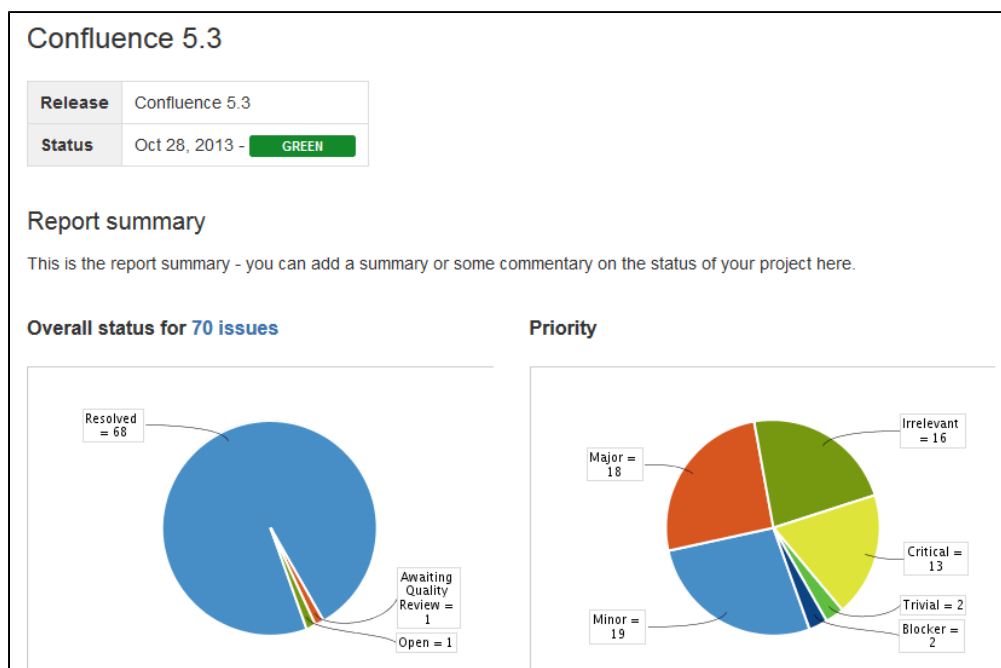 Confluence 5.3
Release Confluence 5.3
Status Oct 28, 2013 - GREEN
Report summary
This is the report summary - you can add a summary or some commentary on the status of your project here.
Overall status for 70 issues
Resolved
= 68
Awaiting
Quality
Review =
1
Open = 1
Priority
Irrelevant
= 16
Major =
18
Critical =
13
Trivial = 2
Minor =
19
Blocker =
2